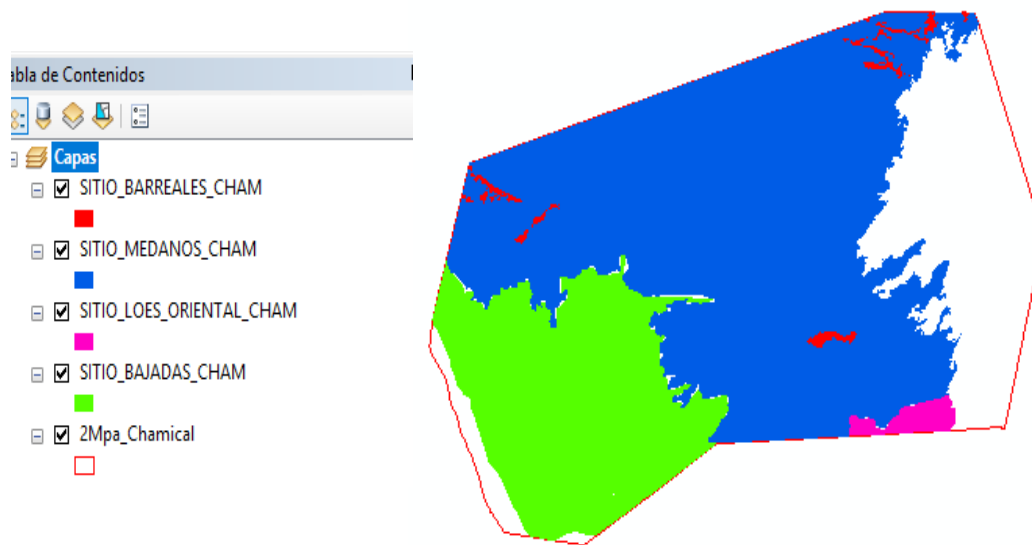 abla de Contenidos
Capas
SITIO_BARREALES_CHAM
SITIO_MEDANOS_CHAM
SITIO_LOES_ORIENTAL_CHAM
SITIO_BAJADAS_CHAM
2Mpa_Chamical